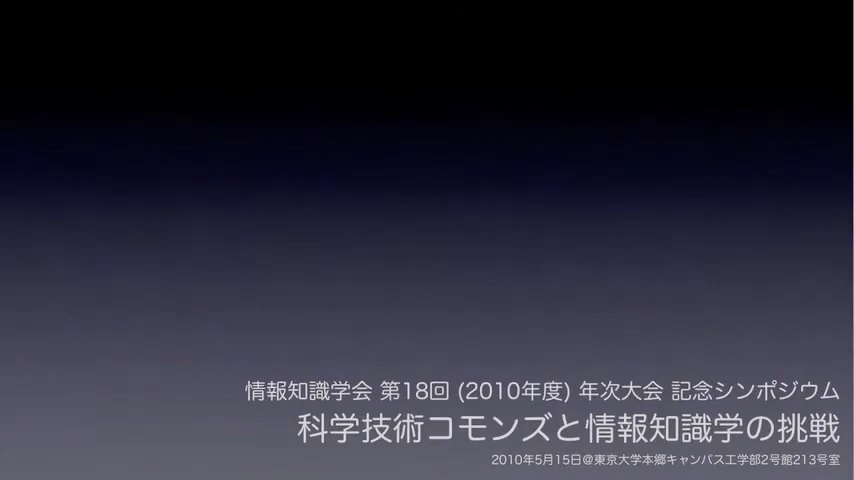 情報知識学会 第18回 (2010年度) 年次大会 記念シンポジウム
科学技術コモンズと情報知識学の挑戦
2010年5月15日@東京大学本郷キャンパス工学部2号館213号室